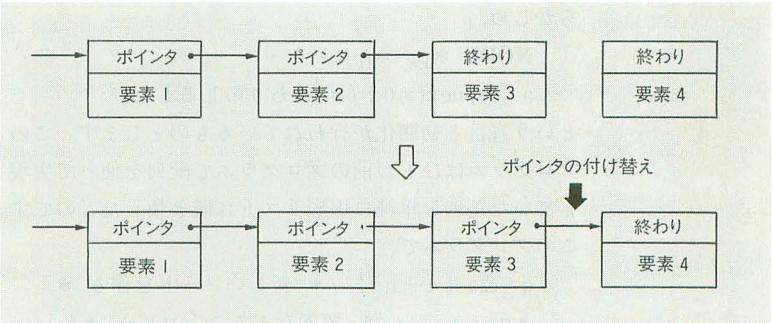 ポインタ ポインタ 終わり 終わり
要素1 要素2 要素3 要素4
ポインタの付け替え
ポインタ ポインタ ポインタ 終わり
要素1 要素2 要素3 要素4